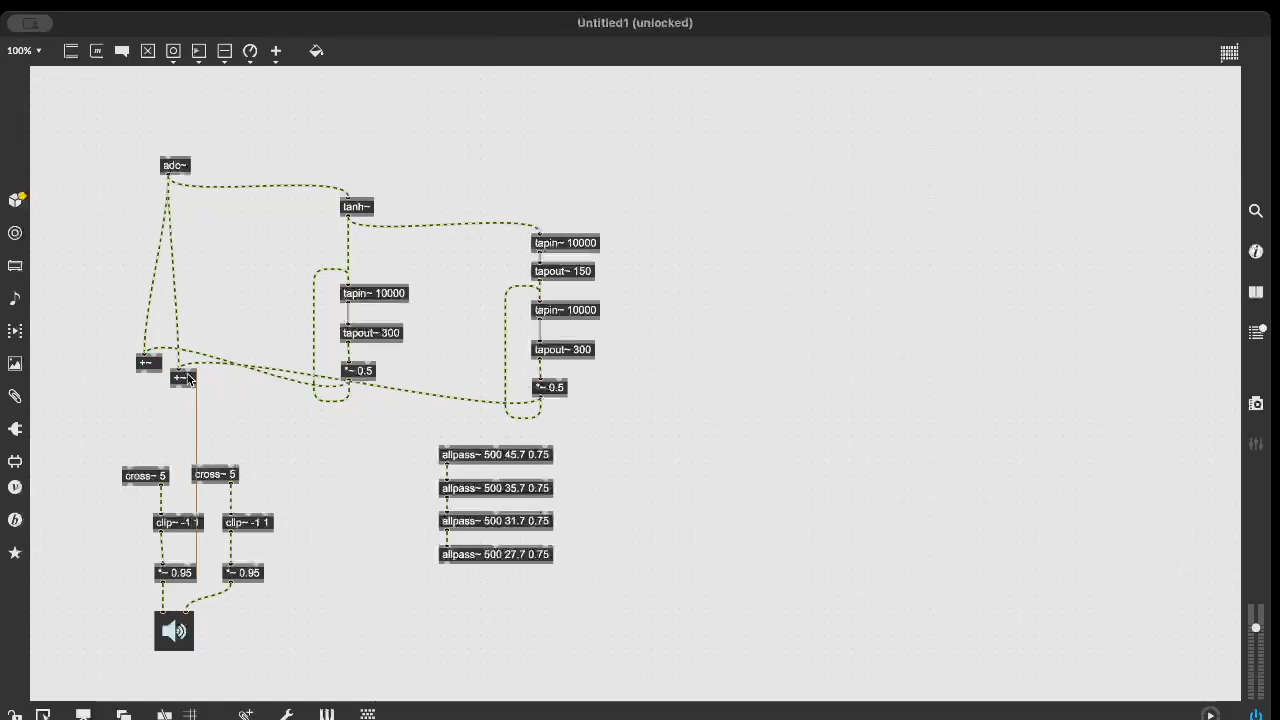 Untitled1 (unlocked)
100%
adc~
tanh~
tapin~ 10000
tapout~ 150
tapin~ 10000
tapin~ 10000
tapout~ 300
tapout~ 300
+~
*~ 0.5
+~
*~ 0.5
allpass~ 500 45.7 0.75
cross~ 5
cross~ 5
allpass~ 500 35.7 0.75
clip~ -1 1
clip~ -1 1
allpass~ 500 31.7 0.75
allpass~ 500 27.7 0.75
*~ 0.95
*~ 0.95